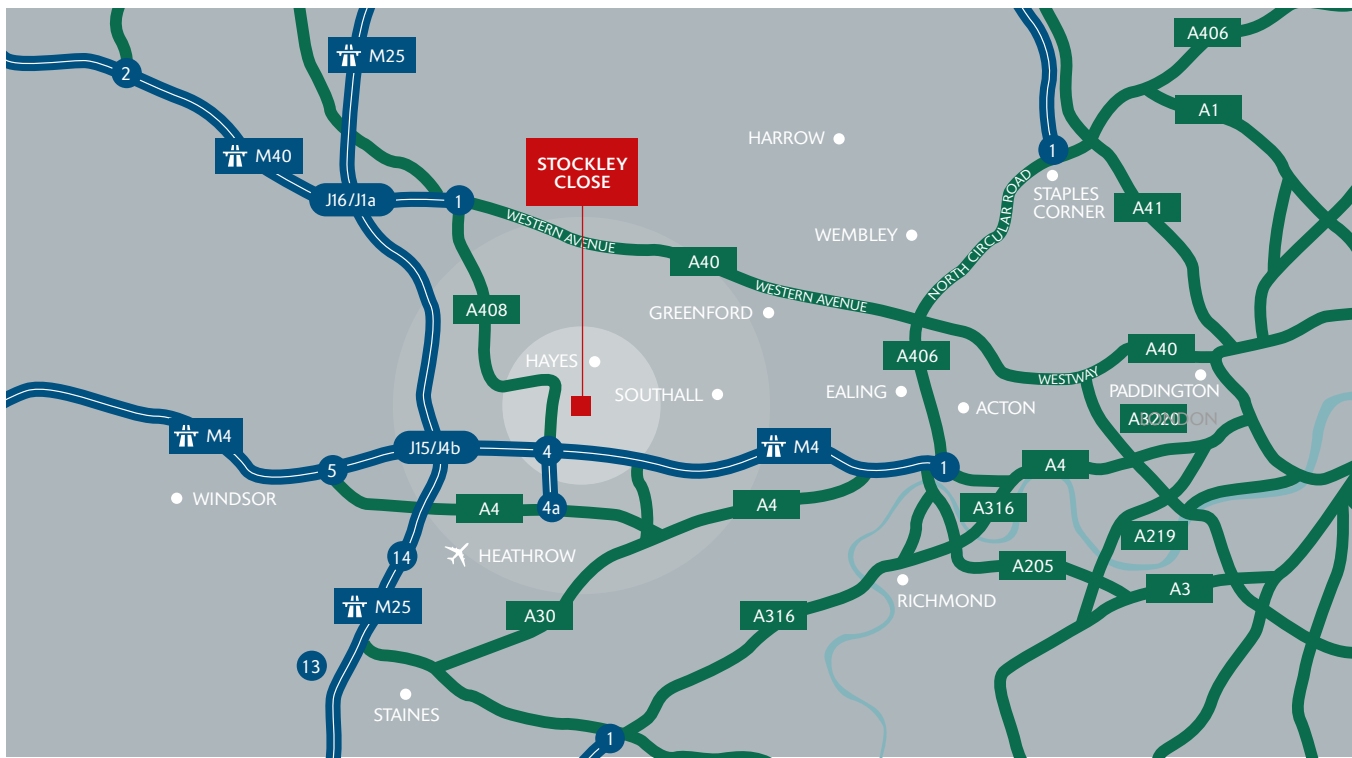 A406
M25
2
A1
HARROW
M40
STOCKLEY
CLOSE
1
STAPLES
CORNER
J16/J1a
1
A41
WESTERN AVENUE
WEMBLEY
NORTH CIRCULAR ROAD
A40
WESTERN AVENUE
A408
GREENFORD
A406
A40
HAYES
WESTWAY
PADDINGTON
SOUTHALL
EALING
ACTON
LONDON
M4
J15/J4b
4
M4
5
1
A4
WINDSOR
A4
4a
A4
A316
A219
14
HEATHROW
A205
A3
M25
RICHMOND
A30
A316
13
STAINES
1